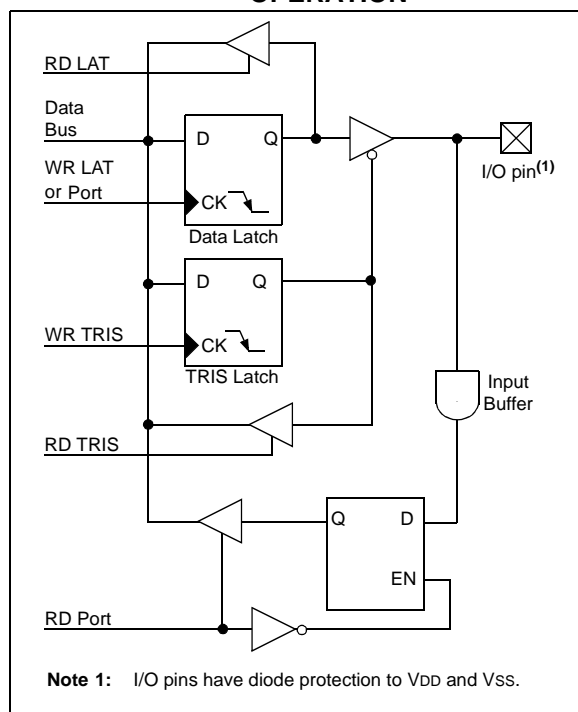 OPERATION
RD LAT
Data
Bus
WR LAT
or Port
D Q
CK
Data Latch
I/O pin(1)
D Q
WR TRIS
CK
TRIS Latch
Input
Buffer
RD TRIS
Q D
EN
RD Port
Note 1: I/O pins have diode protection to VDD and VSS.